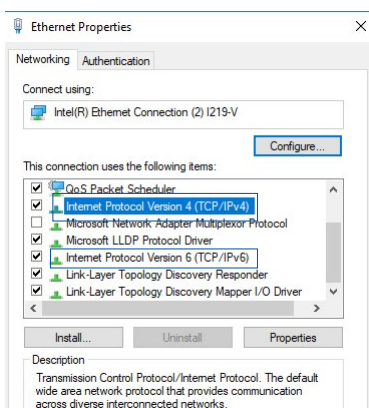 Ethernet Properties
Networking Authentication
Connect using:
Intel(R) Ethernet Connection (2) I219-V
Configure...
This connection uses the following items:
QoS Packet Scheduler
Internet Protocol Version 4 (TCP/IPv4)
Microsoft Network Adapter Multiplexor Protocol
Microsoft LLDP Protocol Driver
Internet Protocol Version 6 (TCP/IPv6)
Link-Layer Topology Discovery Responder
Link-Layer Topology Discovery Mapper I/O Driver
Install... Uninstall Properties
Description
Transmission Control Protocol/Internet Protocol. The default
wide area network protocol that provides communication
across diverse interconnected networks.